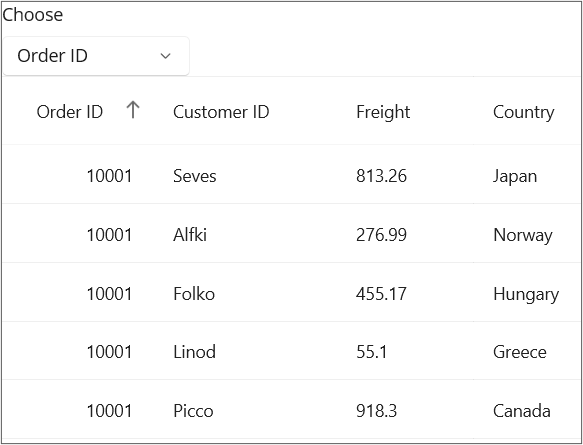 Choose
Order ID
Order ID ↑ Customer ID Freight Country
10001 Seves 813.26 Japan
10001 Alfki 276.99 Norway
10001 Folko 455.17 Hungary
10001 Linod 55.1 Greece
10001 Picco 918.3 Canada